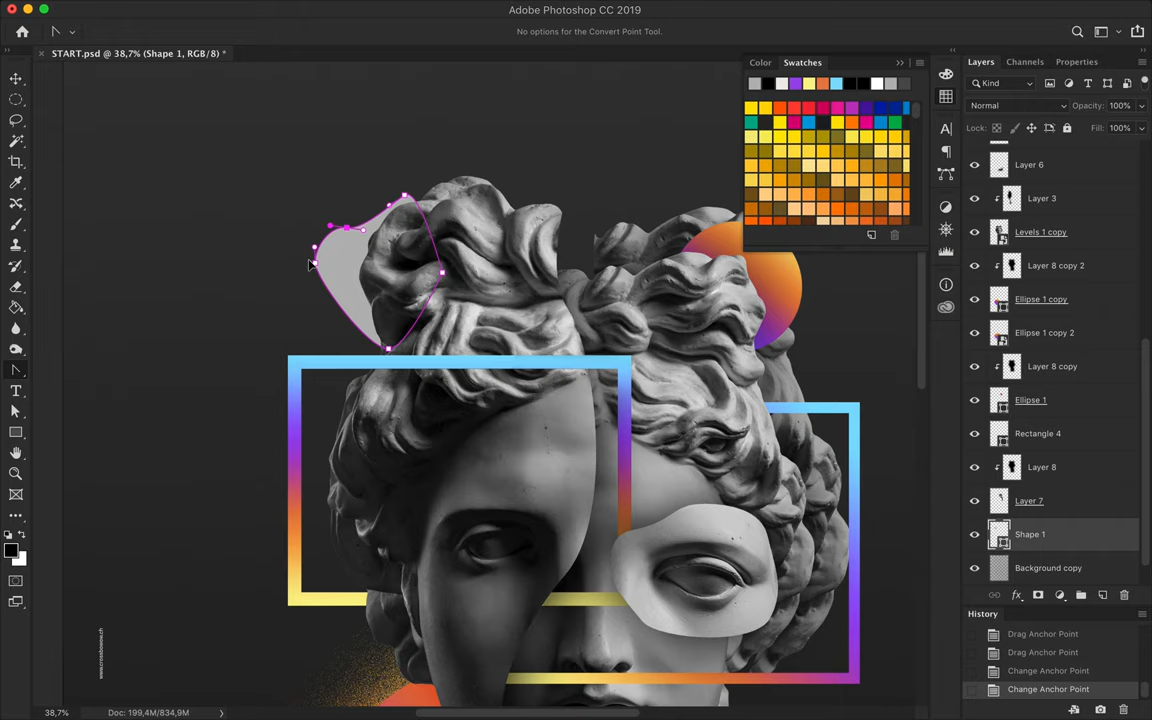 Adobe Photoshop CC 2019
No options for the Convert Point Tool.
START.psd @ 38,7% (Shape 1, RGB/8) *
Color
Swatches
Layers
Channels
Properties
Kind
Normal
Opacity: 100%
Lock:
Fill: 100%
Layer 6
Layer 3
Levels 1 copy
Layer 8 copy 2
Ellipse 1 copy
Ellipse 1 copy 2
Layer 8 copy
Ellipse 1
Rectangle 4
Layer 8
Layer 7
Shape 1
Background copy
fx
History
Drag Anchor Point
Drag Anchor Point
Change Anchor Point
Change Anchor Point
www.crossbowow.ch
38,7%
Doc: 199,4M/834,9M